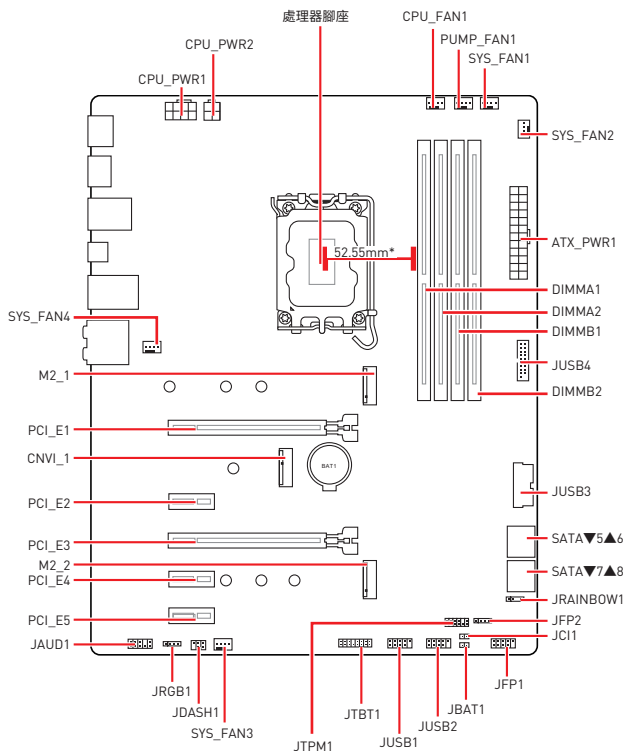 處理器腳座
CPU_FAN1
PUMP_FAN1
SYS_FAN1
CPU_PWR2
CPU_PWR1
SYS_FAN2
ATX_PWR1
52.55mm*
DIMMA1
DIMMA2
DIMMB1
SYS_FAN4
JUSB4
M2_1
DIMMB2
PCI_E1
CNVI_1
BAT1
JUSB3
PCI_E2
PCI_E3
SATA▼5▲6
M2_2
SATA▼7▲8
PCI_E4
JRAINBOW1
PCI_E5
JFP2
JAUD1
JCI1
JRGB1
JDASH1
SYS_FAN3
JTPM1
JTBT1
JUSB1
JUSB2
JBAT1
JFP1